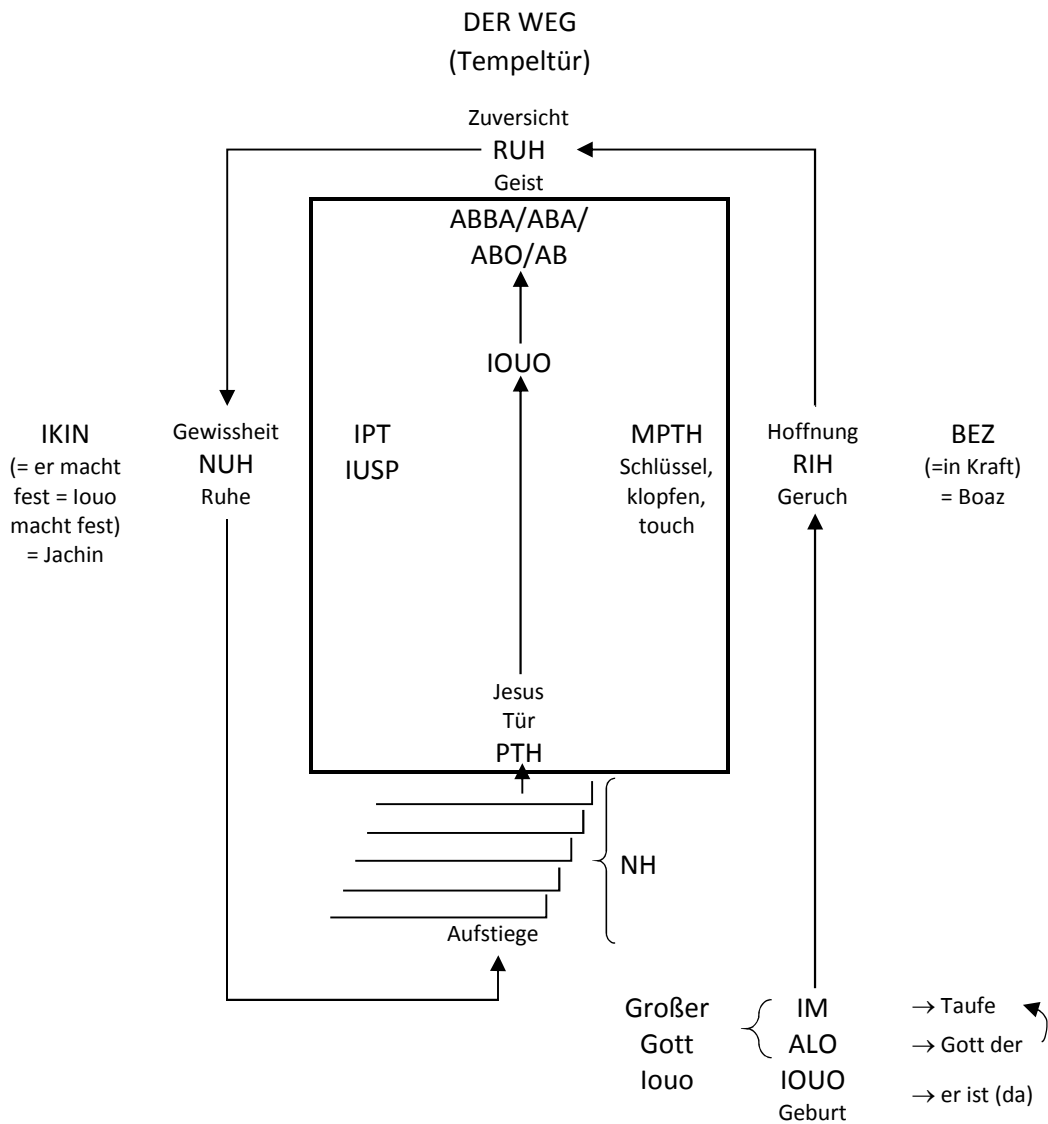 DER WEG
(Tempeltür)
Zuversicht
RUH
Geist
ABBA/ABA/
ABO/AB
IOUO
IKIN
(= er macht
fest = Iouo
macht fest)
= Jachin
Gewissheit
NUH
Ruhe
IPT
IUSP
MPTH
Schlüssel,
klopfen,
touch
Hoffnung
RIH
Geruch
BEZ
(=in Kraft)
= Boaz
Jesus
Tür
PTH
NH
Aufstiege
Großer
Gott
Iouo
IM
ALO
IOUO
Geburt
→ Taufe
→ Gott der
→ er ist (da)